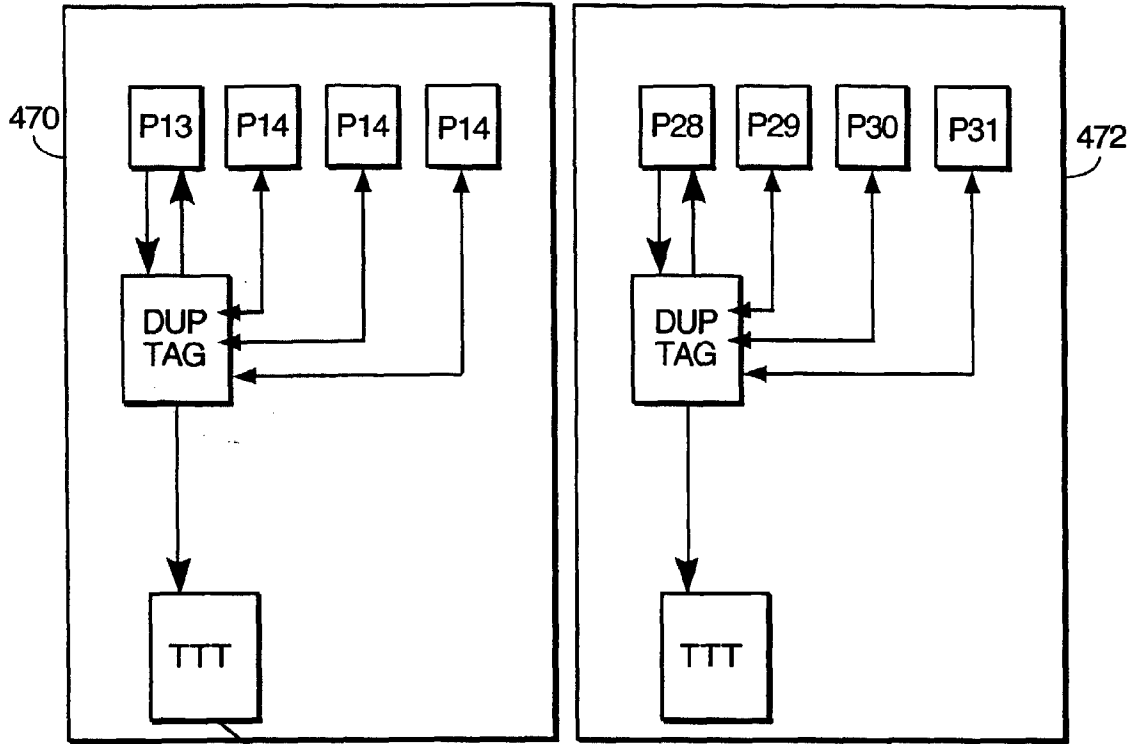 470
P13 P14 P14 P14
DUP
TAG
TTT
P28 P29 P30 P31
472
DUP
TAG
TTT